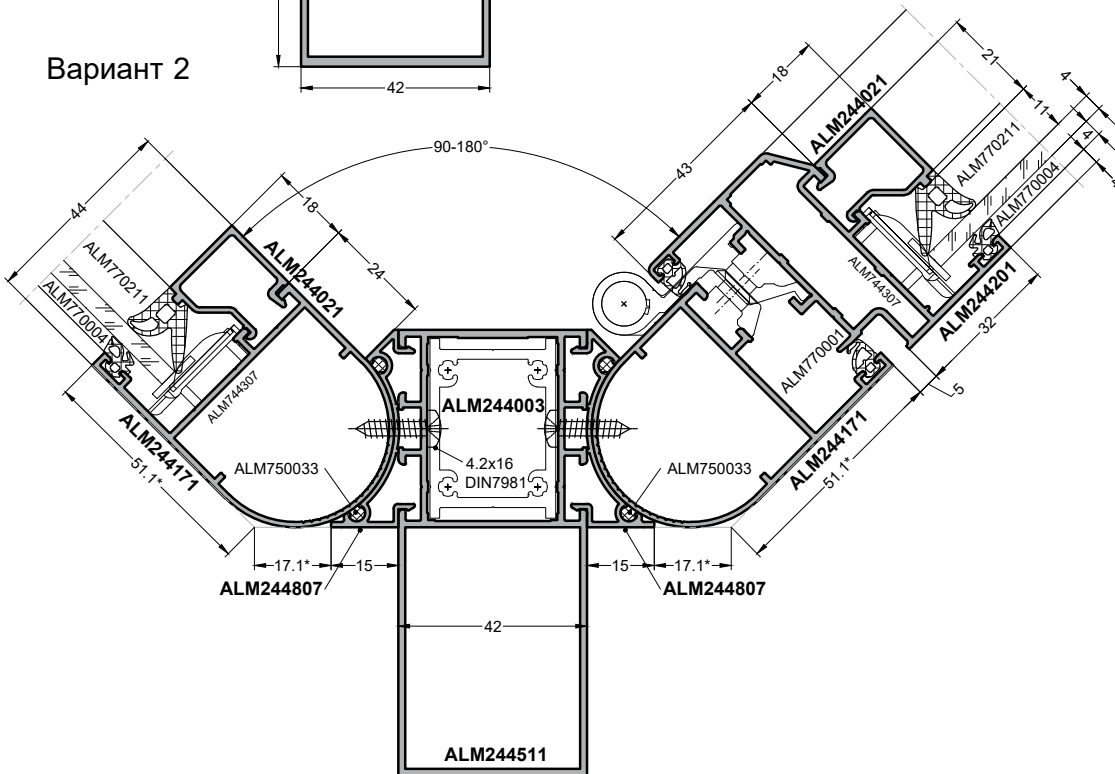 Вариант 2
42
90-180°
44
18
24
ALM244021
ALM770211
ALM770004
ALM744307
ALM244171
51.1*
ALM750033
17.1*
15
ALM244807
ALM244003
4.2x16
DIN7981
42
ALM244511
43
18
ALM244021
21
11
4
4
ALM770211
ALM770004
ALM744307
ALM244201
32
5
ALM770001
ALM244171
51.1*
ALM750033
15
17.1*
ALM244807